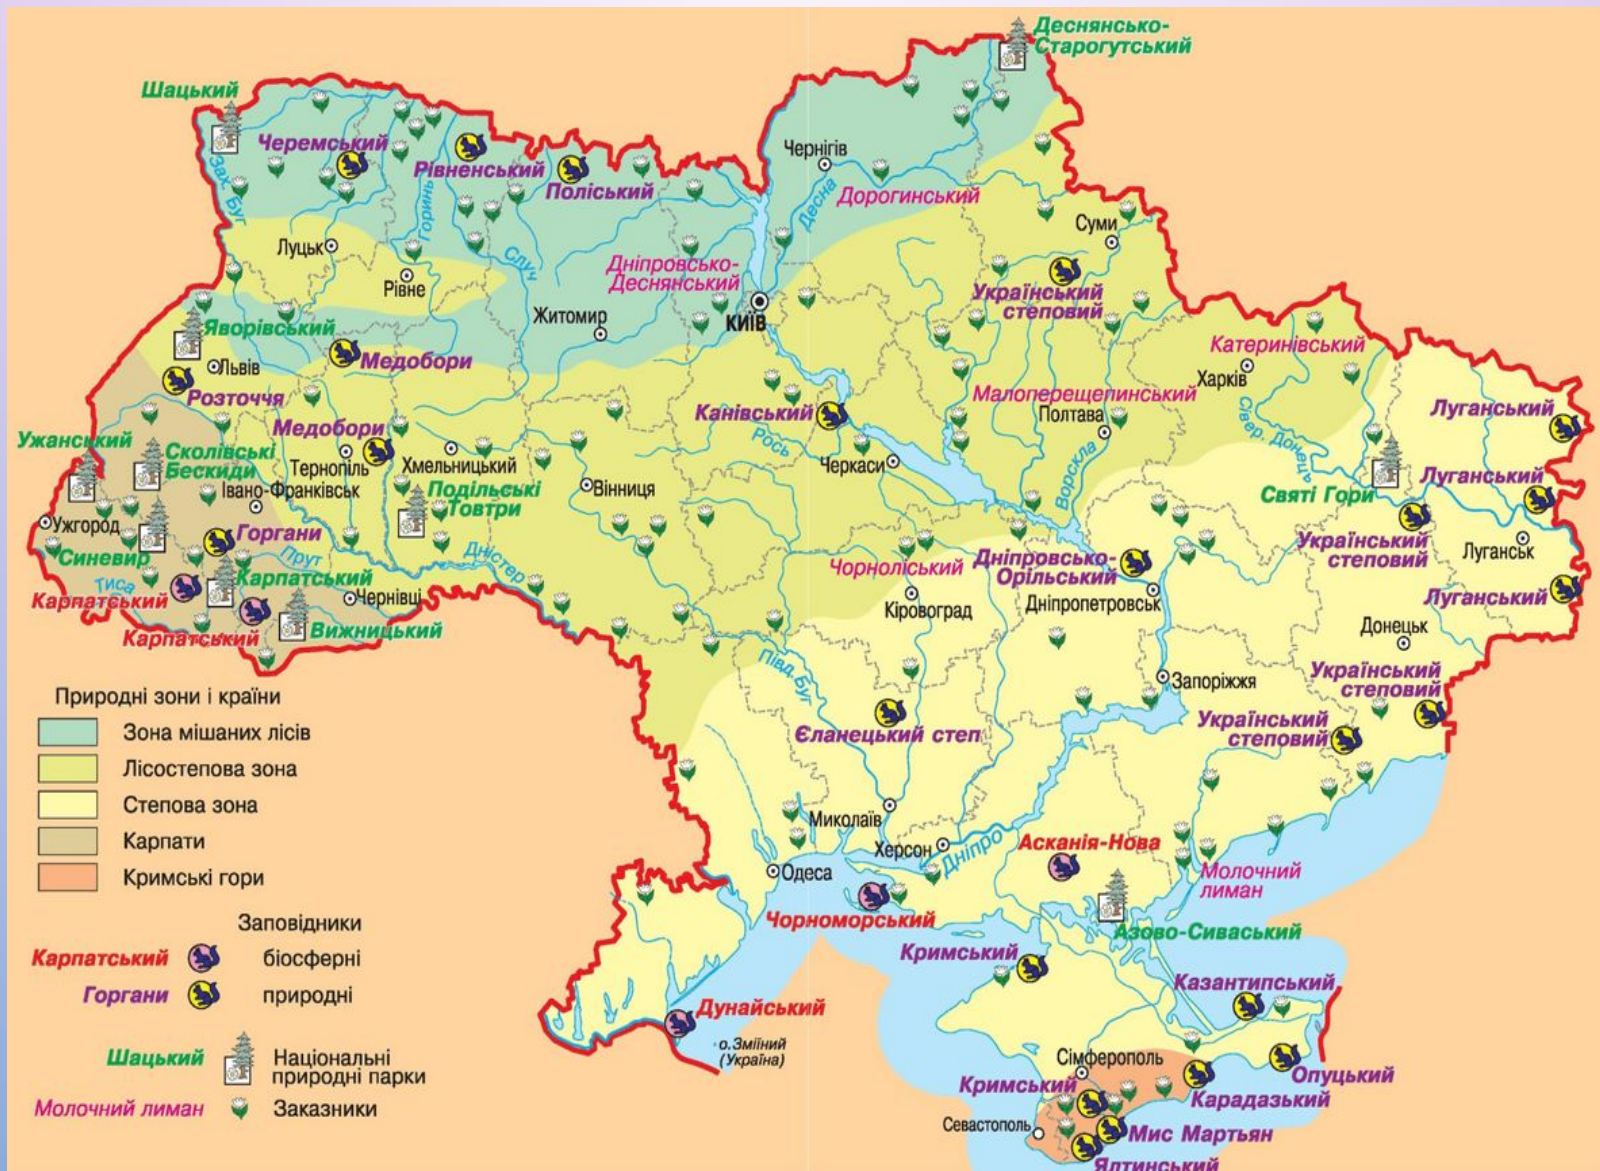 Деснянсько-
Старогутський
Шацький
Черемський
Рівненський
Поліський
Чернігів
Зах. Буг
Горинь
Десна
Дорогинський
Суми
Луцьк
Случ
Рівне
Дніпровсько-
Деснянський
Український
степовий
Житомир
КИЇВ
Яворівський
Львів
Медобори
Катеринівський
Харків
Розточчя
Медобори
Канівський
Малоперещепинський
Полтава
Луганський
Ужанський
Сколівські
Бескиди
Тернопіль
Хмельницький
Рось
Черкаси
Ворскла
Сівер. Донець
Луганський
Івано-Франківськ
Подільські
Товтри
Вінниця
Святі Гори
Ужгород
Горгани
Синевир
Прут
Дністер
Український
степовий
Луганськ
Чорноліський
Дніпровсько-
Орільський
Тиса
Карпатський
Карпатський
Чернівці
Кіровоград
Дніпропетровськ
Луганський
Карпатський
Вижницький
Донецьк
Півд. Буг
Запоріжжя
Український
степовий
Єланецький степ
Український
степовий
Миколаїв
Херсон
Дніпро
Асканія-Нова
Одеса
Молочний
лиман
Чорноморський
Азово-Сиваський
Кримський
Казантипський
Дунайський
о.Зміїний
(Україна)
Сімферополь
Кримський
Опуцький
Карадазький
Севастополь
Мис Мартьян
Ялтинський
Природні зони і країни
Зона мішаних лісів
Лісостепова зона
Степова зона
Карпати
Кримські гори
Заповідники
Карпатський
біосферні
Горгани
природні
Шацький
Національні
природні парки
Молочний лиман
Заказники